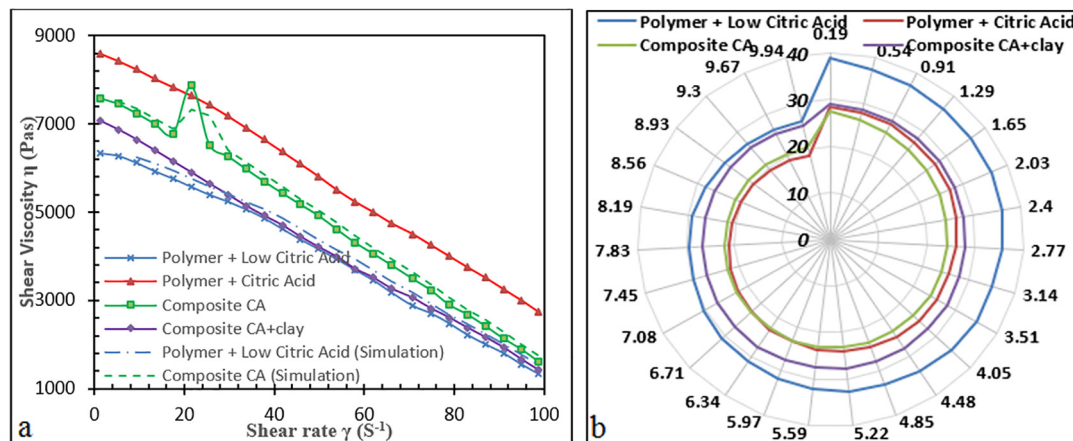 9000
7000
5000
3000
1000
Shear Viscosity η (Pas)
Polymer + Low Citric Acid
Polymer + Citric Acid
Composite CA
Composite CA+clay
Polymer + Low Citric Acid (Simulation)
Composite CA (Simulation)
0 20 40 60 80 100
Shear rate γ (S⁻¹)
a
Polymer + Low Citric Acid
Polymer + Citric Acid
Composite CA
Composite CA+clay
0.19
0.54
0.91
1.29
1.65
2.03
2.4
2.77
3.14
3.51
4.05
4.48
4.85
5.22
5.59
5.97
6.34
6.71
7.08
7.45
7.83
8.19
8.56
8.93
9.3
9.67
9.94
40
30
20
10
0
b